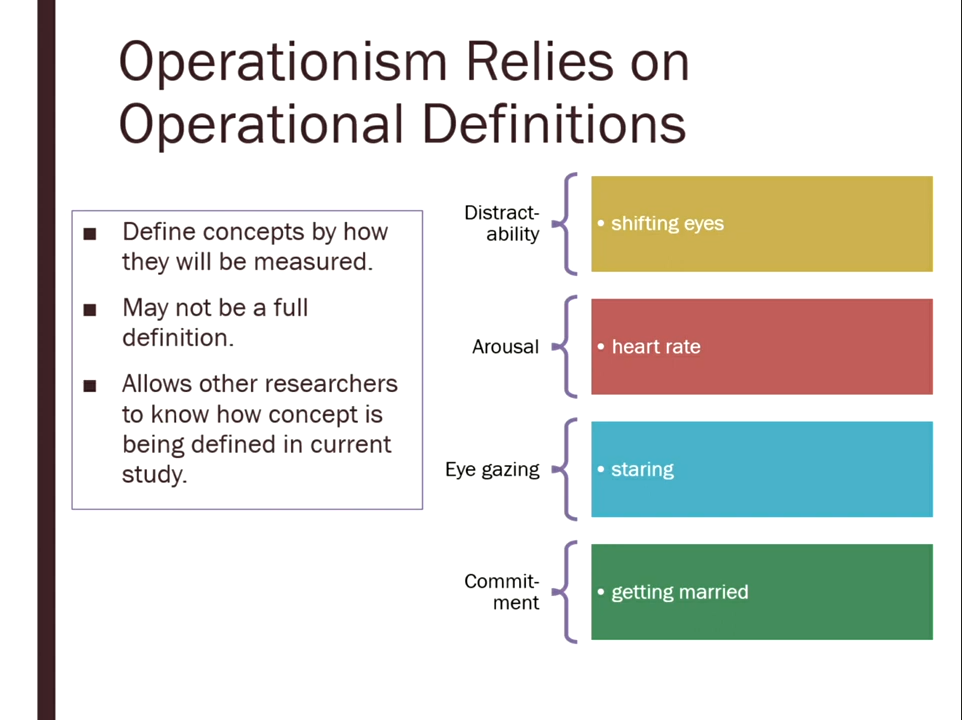 Operationism Relies on
Operational Definitions
■ Define concepts by how
they will be measured.
■ May not be a full
definition.
■ Allows other researchers
to know how concept is
being defined in current
study.
Distract-
ability
• shifting eyes
Arousal
• heart rate
Eye gazing
• staring
Commit-
ment
• getting married